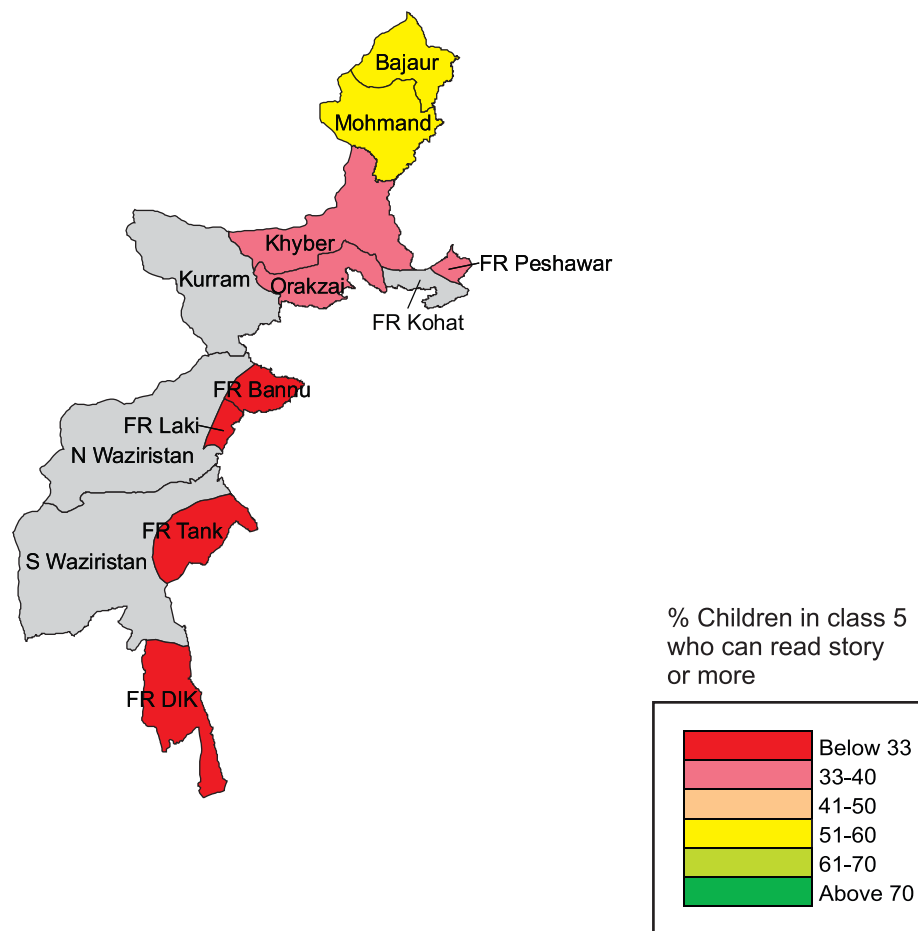 Bajaur
Mohmand
Khyber
FR Peshawar
Kurram
Orakzai
FR Kohat
FR Bannu
FR Laki
N Waziristan
FR Tank
S Waziristan
FR DIK
% Children in class 5
who can read story
or more
Below 33
33-40
41-50
51-60
61-70
Above 70